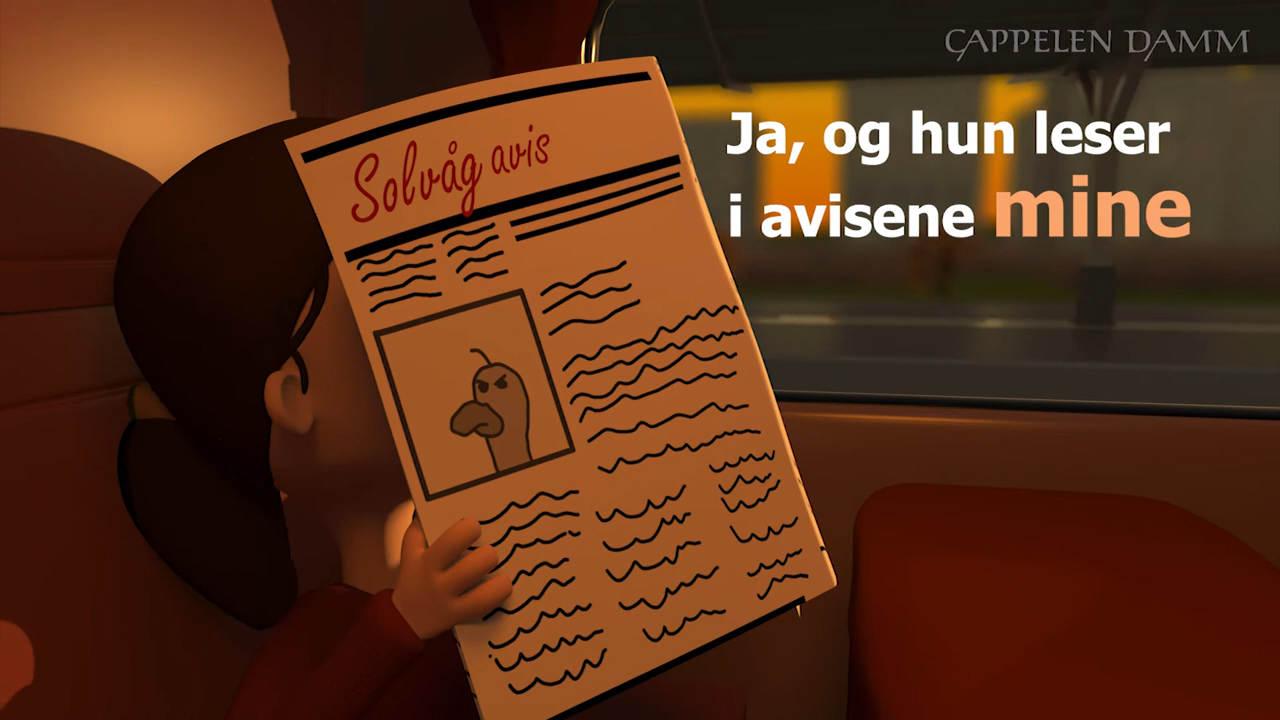 CAPPELEN DAMM
Ja, og hun leser
i avisene mine
Solvåg avis